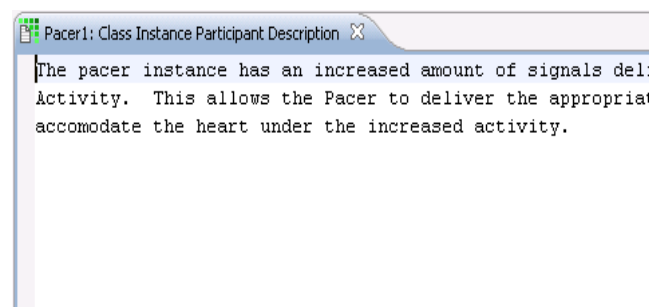 Pacer1: Class Instance Participant Description
The pacer instance has an increased amount of signals
Activity.  This allows the Pacer to deliver the
accomodate the heart under the increased activity.